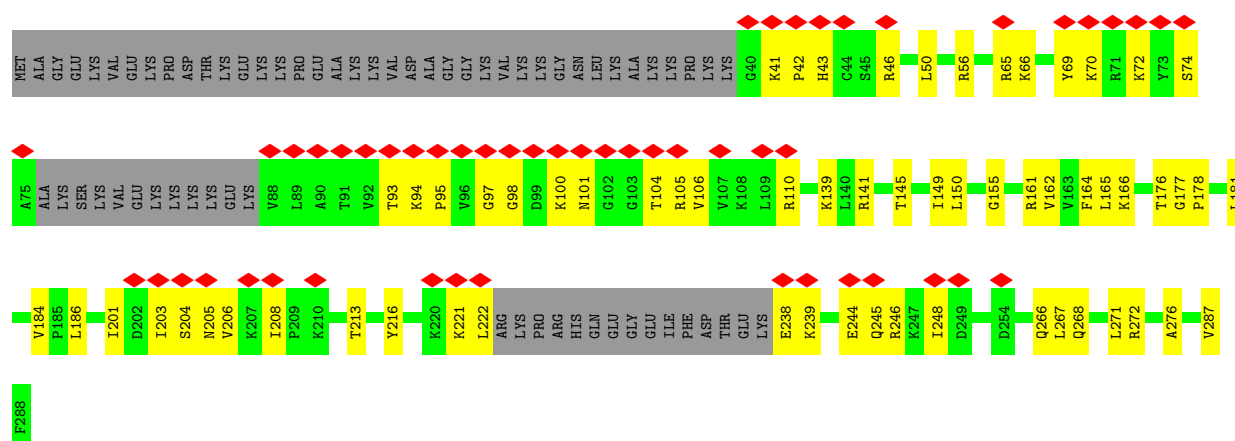 MET ALA GLY GLU LYS VAL GLU LYS PRO ASP THR LYS GLU LYS LYS PRO GLU ALA LYS LYS VAL ASP ALA GLY GLY LYS VAL LYS LYS GLY ASN LEU LYS ALA LYS LYS PRO LYS LYS G40 K41 P42 H43 C44 S45 R46 L50 R56 R65 K66 Y69 K70 R71 K72 Y73 S74
A75 ALA LYS SER LYS VAL GLU LYS LYS LYS LYS GLU LYS V88 L89 A90 T91 V92 T93 K94 P95 V96 G97 G98 D99 K100 N101 G102 G103 T104 R105 V106 V107 K108 L109 R110 K139 L140 R141 T145 I149 L150 G155 R161 V162 V163 F164 L165 K166 T176 G177 P178
V184 P185 L186 I201 D202 I203 S204 N205 V206 K207 I208 P209 K210 T213 Y216 K220 K221 L222 ARG LYS PRO ARG HIS GLN GLU GLY GLU ILE PHE ASP THR GLU LYS E238 K239 E244 Q245 R246 K247 I248 D249 D254 Q266 L267 Q268 L271 R272 A276 V287
F288